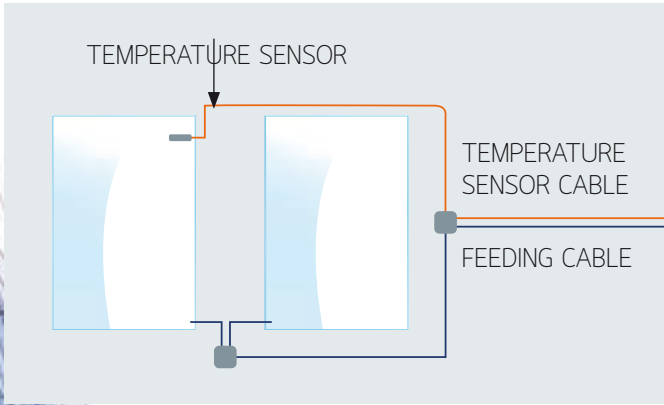 TEMPERATURE SENSOR
TEMPERATURE
SENSOR CABLE
FEEDING CABLE